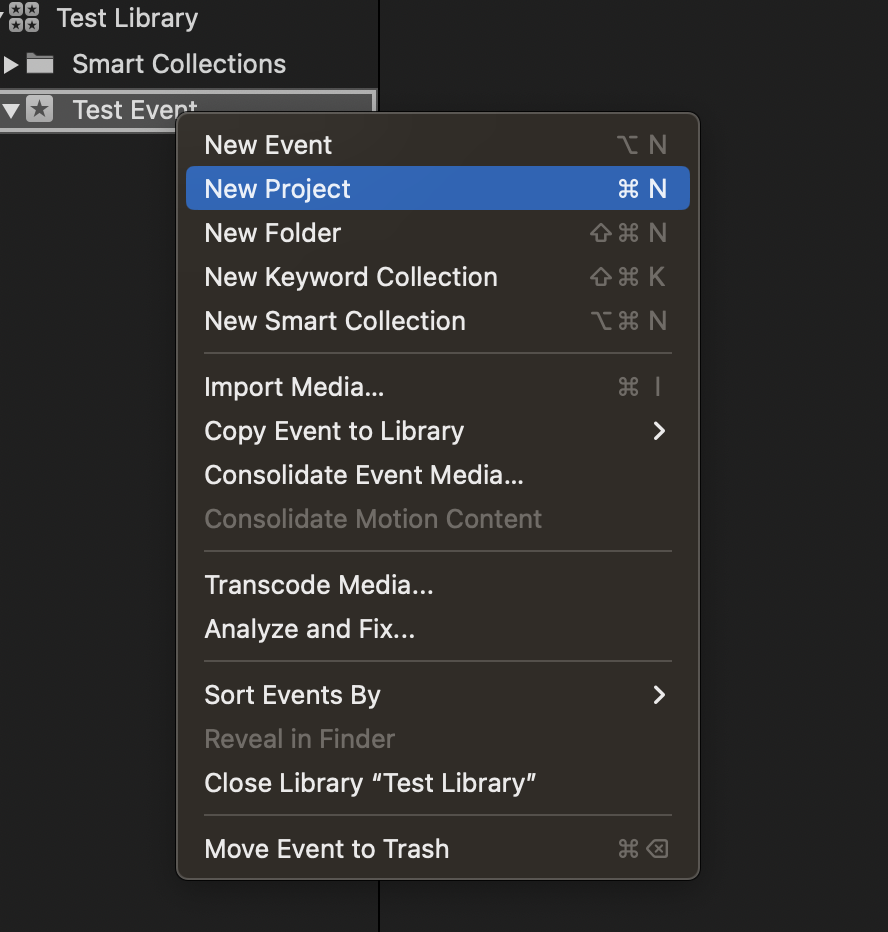 Test Library
Smart Collections
Test Event
New Event ⌥ N
New Project ⌘ N
New Folder ⇧ ⌘ N
New Keyword Collection ⇧ ⌘ K
New Smart Collection ⌥ ⌘ N
Import Media... ⌘ I
Copy Event to Library
Consolidate Event Media...
Consolidate Motion Content
Transcode Media...
Analyze and Fix...
Sort Events By
Reveal in Finder
Close Library “Test Library”
Move Event to Trash ⌘ ⌫